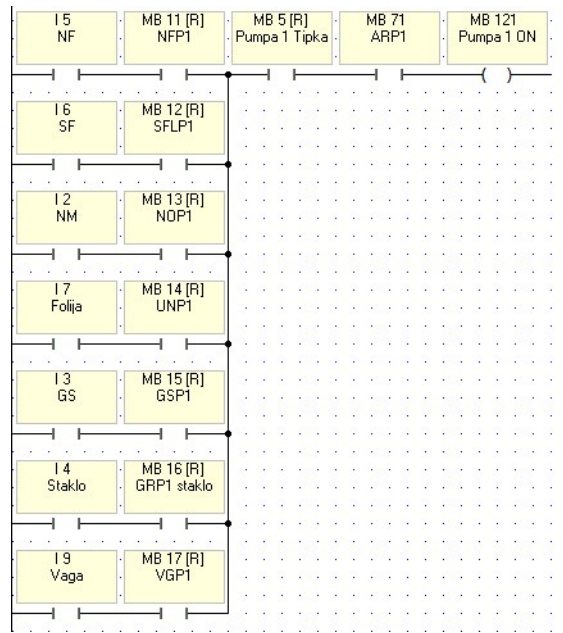 I 5
NF
MB 11 [R]
NFP1
MB 5 [R]
Pumpa 1 Tipka
MB 71
ARP1
MB 121
Pumpa 1 ON
I 6
SF
MB 12 [R]
SFLP1
I 2
NM
MB 13 [R]
NOP1
I 7
Folija
MB 14 [R]
UNP1
I 3
GS
MB 15 [R]
GSP1
I 4
Staklo
MB 16 [R]
GRP1 staklo
I 9
Vaga
MB 17 [R]
VGP1